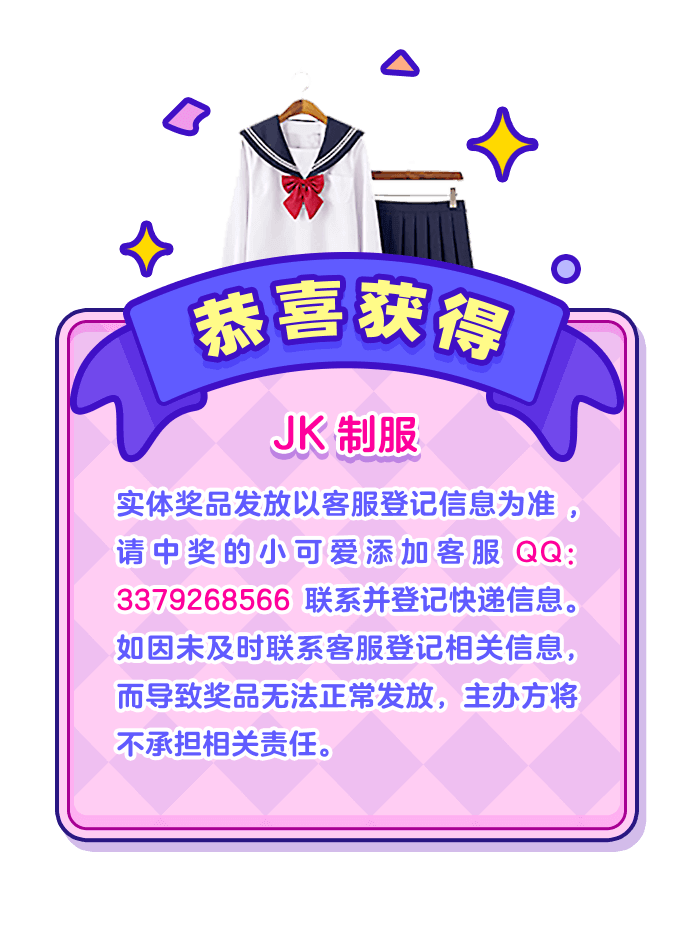 恭喜获得
JK 制服
实体奖品发放以客服登记信息为准，
请中奖的小可爱添加客服 QQ：
3379268566 联系并登记快递信息。
如因未及时联系客服登记相关信息，
而导致奖品无法正常发放，主办方将
不承担相关责任。